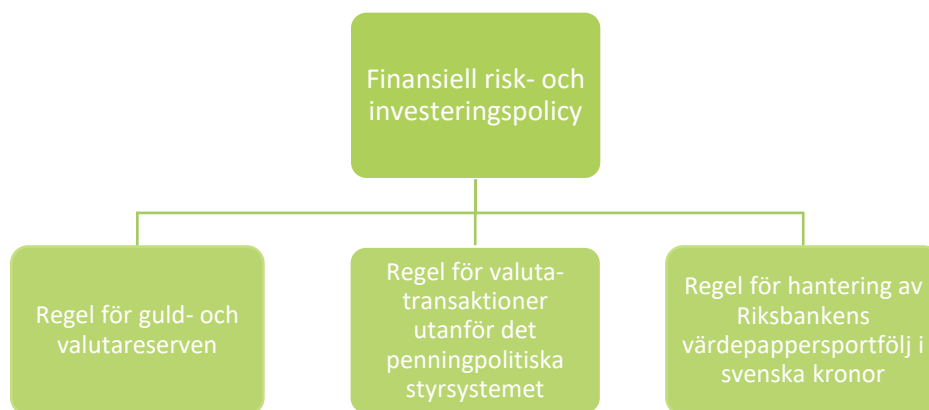 Finansiell risk- och
investeringspolicy
Regel för guld- och
valutareserven
Regel för valuta-
transaktioner
utanför det
penningpolitiska
styrsystemet
Regel för hantering av
Riksbankens
värdepappersportfölj i
svenska kronor